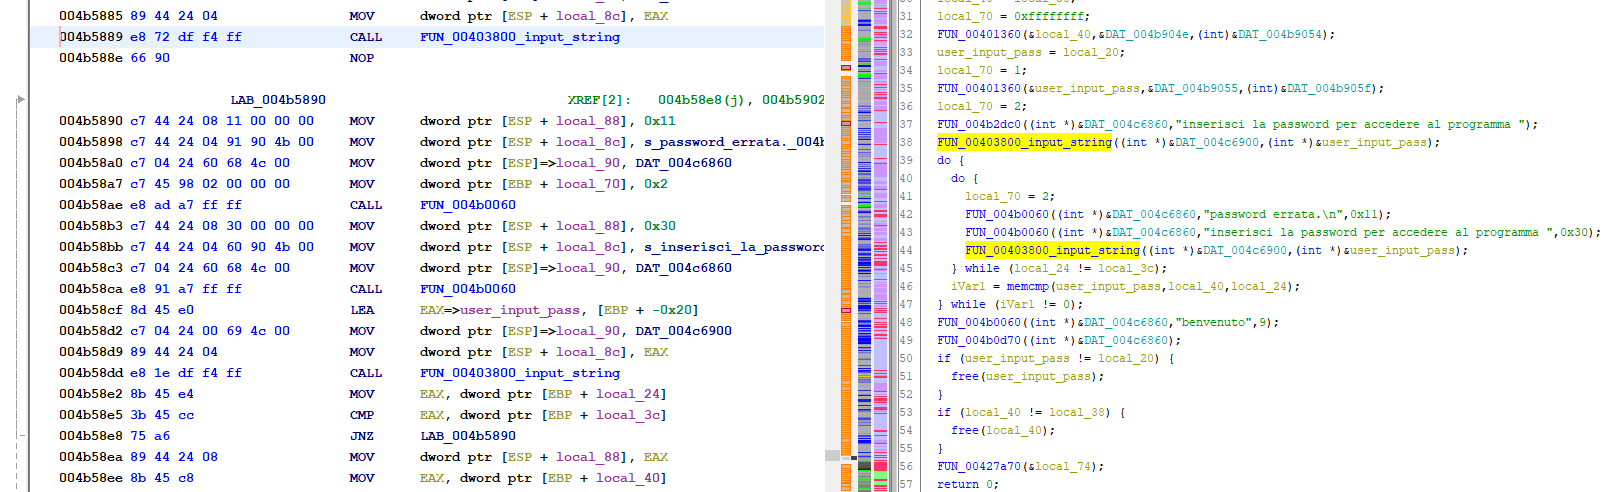 004b5885 89 44 24 04 MOV dword ptr [ESP + local_8c], EAX
004b5889 e8 72 df f4 ff CALL FUN_00403800_input_string
004b588e 66 90 NOP
LAB_004b5890 XREF[2]: 004b58e8(j), 004b5902
004b5890 c7 44 24 08 11 00 00 00 MOV dword ptr [ESP + local_88], 0x11
004b5898 c7 44 24 04 91 90 4b 00 MOV dword ptr [ESP + local_8c], s_password_errata._004b
004b58a0 c7 04 24 60 68 4c 00 MOV dword ptr [ESP]=>local_90, DAT_004c6860
004b58a7 c7 45 98 02 00 00 00 MOV dword ptr [EBP + local_70], 0x2
004b58ae e8 ad a7 ff ff CALL FUN_004b0060
004b58b3 c7 44 24 08 30 00 00 00 MOV dword ptr [ESP + local_88], 0x30
004b58bb c7 44 24 04 60 90 4b 00 MOV dword ptr [ESP + local_8c], s_inserisci_la_password
004b58c3 c7 04 24 60 68 4c 00 MOV dword ptr [ESP]=>local_90, DAT_004c6860
004b58ca e8 91 a7 ff ff CALL FUN_004b0060
004b58cf 8d 45 e0 LEA EAX=>user_input_pass, [EBP + -0x20]
004b58d2 c7 04 24 00 69 4c 00 MOV dword ptr [ESP]=>local_90, DAT_004c6900
004b58d9 89 44 24 04 MOV dword ptr [ESP + local_8c], EAX
004b58dd e8 1e df f4 ff CALL FUN_00403800_input_string
004b58e2 8b 45 e4 MOV EAX, dword ptr [EBP + local_24]
004b58e5 3b 45 cc CMP EAX, dword ptr [EBP + local_3c]
004b58e8 75 a6 JNZ LAB_004b5890
004b58ea 89 44 24 08 MOV dword ptr [ESP + local_88], EAX
004b58ee 8b 45 c8 MOV EAX, dword ptr [EBP + local_40]
31 local_70 = 0xffffffff;
32 FUN_00401360(&local_40,&DAT_004b904e,(int)&DAT_004b9054);
33 user_input_pass = local_20;
34 local_70 = 1;
35 FUN_00401360(&user_input_pass,&DAT_004b9055,(int)&DAT_004b905f);
36 local_70 = 2;
37 FUN_004b2dc0((int *)&DAT_004c6860,"inserisci la password per accedere al programma ");
38 FUN_00403800_input_string((int *)&DAT_004c6900,(int *)&user_input_pass);
39 do {
40 do {
41 local_70 = 2;
42 FUN_004b0060((int *)&DAT_004c6860,"password errata.\n",0x11);
43 FUN_004b0060((int *)&DAT_004c6860,"inserisci la password per accedere al programma ",0x30);
44 FUN_00403800_input_string((int *)&DAT_004c6900,(int *)&user_input_pass);
45 } while (local_24 != local_3c);
46 iVar1 = memcmp(user_input_pass,local_40,local_24);
47 } while (iVar1 != 0);
48 FUN_004b0060((int *)&DAT_004c6860,"benvenuto",9);
49 FUN_004b0d70((int *)&DAT_004c6860);
50 if (user_input_pass != local_20) {
51 free(user_input_pass);
52 }
53 if (local_40 != local_38) {
54 free(local_40);
55 }
56 FUN_00427a70(&local_74);
57 return 0;